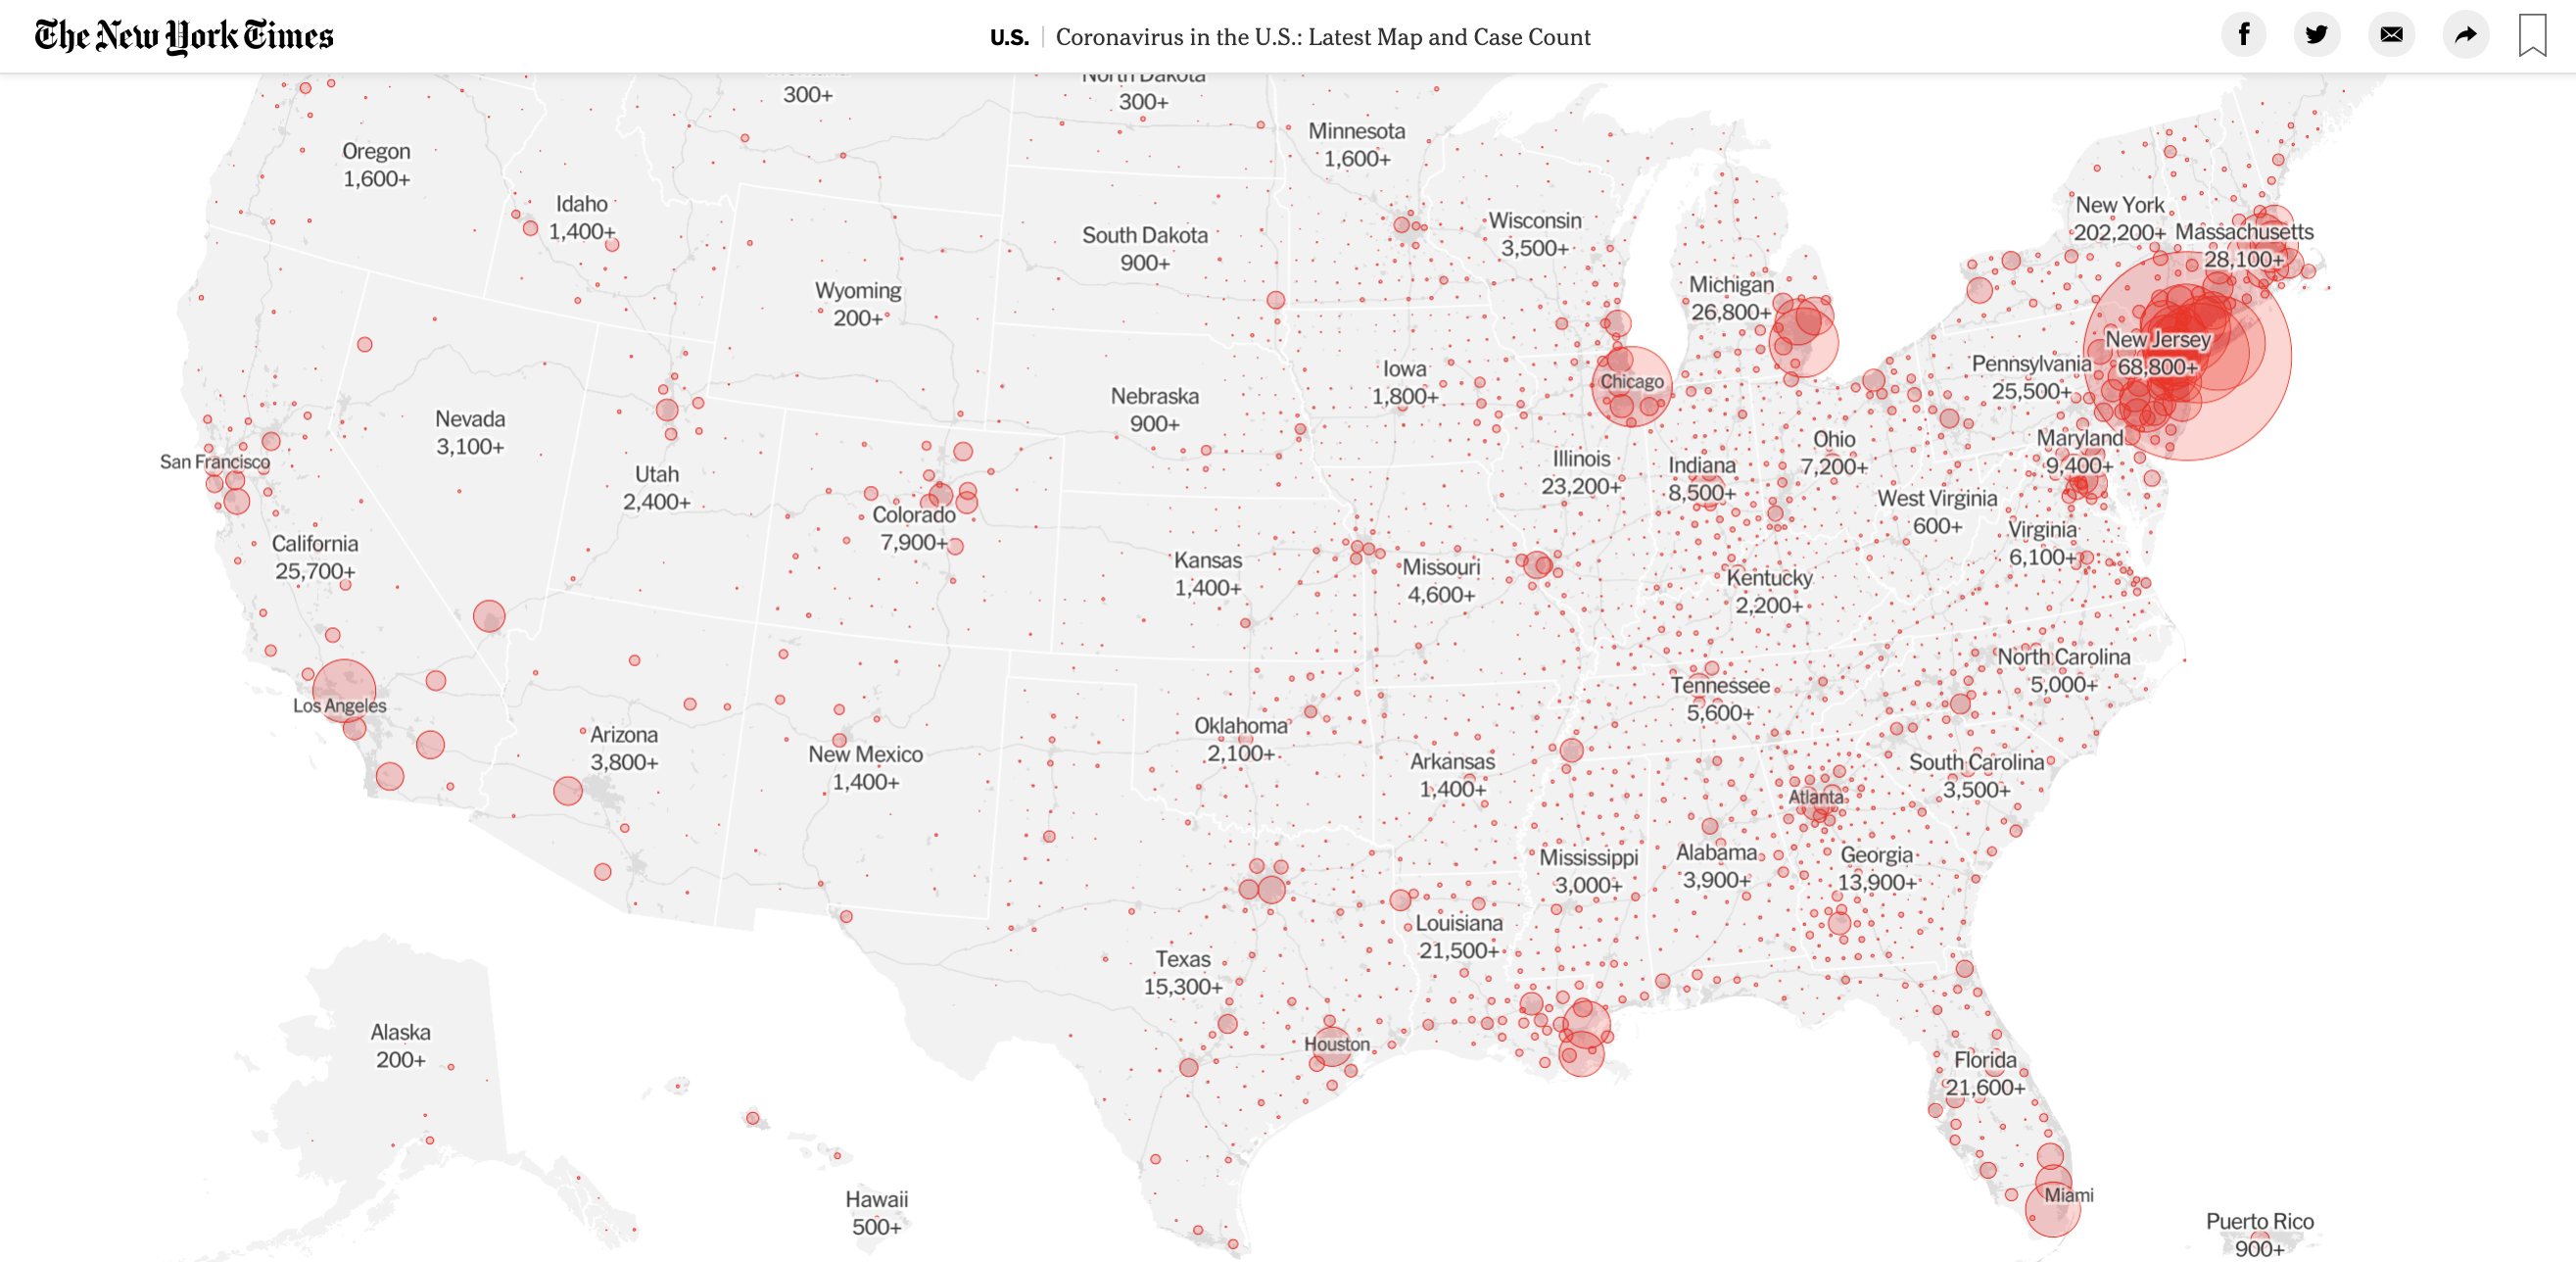 The New York Times
U.S. | Coronavirus in the U.S.: Latest Map and Case Count
300+
North Dakota
300+
Minnesota
1,600+
Oregon
1,600+
Idaho
1,400+
South Dakota
900+
Wisconsin
3,500+
New York
202,200+
Massachusetts
28,100+
Wyoming
200+
Michigan
26,800+
New Jersey
68,800+
Pennsylvania
25,500+
Iowa
1,800+
Chicago
Nebraska
900+
Nevada
3,100+
San Francisco
Utah
2,400+
Colorado
7,900+
Illinois
23,200+
Indiana
8,500+
Ohio
7,200+
Maryland
9,400+
West Virginia
600+
Virginia
6,100+
California
25,700+
Kansas
1,400+
Missouri
4,600+
Kentucky
2,200+
North Carolina
5,000+
Tennessee
5,600+
Los Angeles
Arizona
3,800+
New Mexico
1,400+
Oklahoma
2,100+
Arkansas
1,400+
South Carolina
3,500+
Atlanta
Mississippi
3,000+
Alabama
3,900+
Georgia
13,900+
Louisiana
21,500+
Texas
15,300+
Houston
Alaska
200+
Florida
21,600+
Miami
Hawaii
500+
Puerto Rico
900+